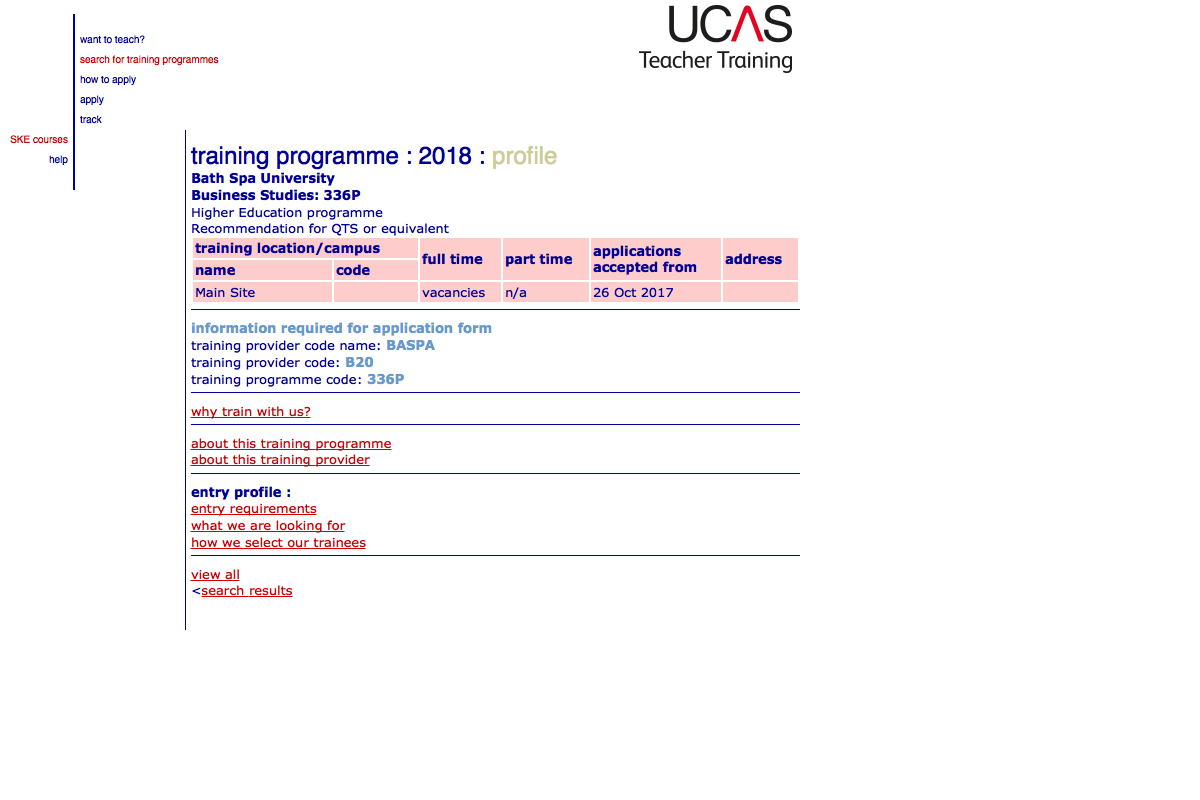 UCAS
Teacher Training
want to teach?
search for training programmes
how to apply
apply
track
SKE courses
help
training programme : 2018 : profile
Bath Spa University
Business Studies: 336P
Higher Education programme
Recommendation for QTS or equivalent
training location/campus full time part time applications accepted from address
name code
Main Site vacancies n/a 26 Oct 2017
information required for application form
training provider code name: BASPA
training provider code: B20
training programme code: 336P
why train with us?
about this training programme
about this training provider
entry profile :
entry requirements
what we are looking for
how we select our trainees
view all
<search results